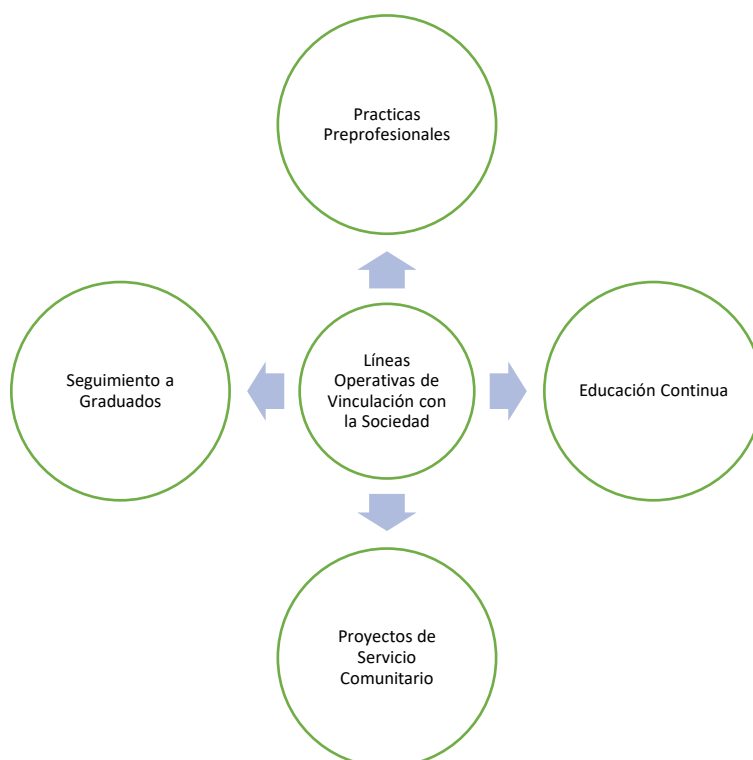 Practicas
Preprofesionales
Seguimiento a
Graduados
Líneas
Operativas de
Vinculación con
la Sociedad
Educación Continua
Proyectos de
Servicio
Comunitario